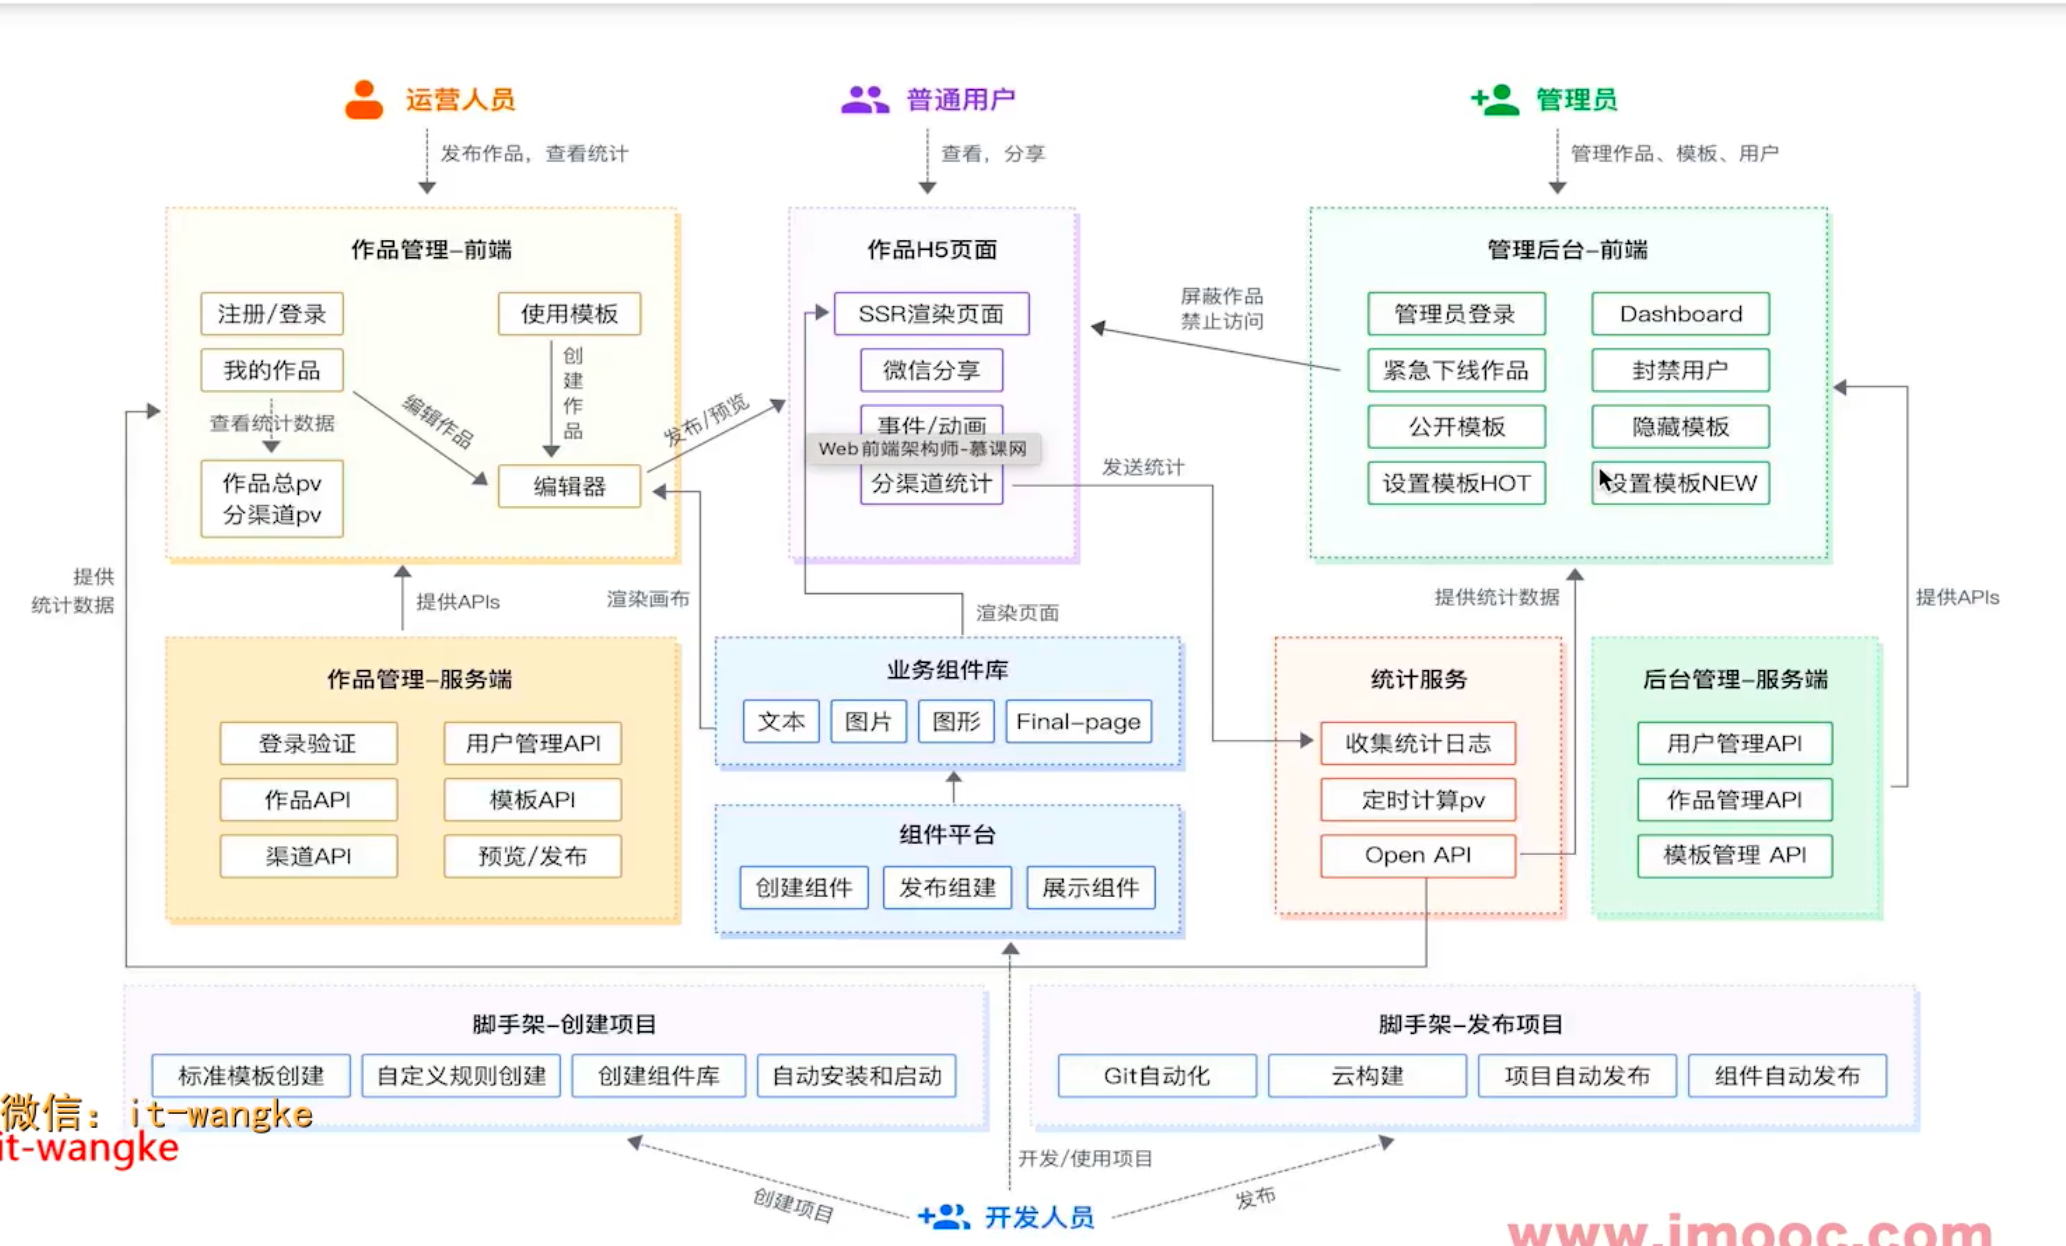 运营人员
发布作品，查看统计
普通用户
查看，分享
管理员
管理作品、模板、用户
作品管理-前端
注册/登录
使用模板
我的作品
创建作品
查看统计数据
编辑作品
作品总pv
分渠道pv
编辑器
发布/预览
作品H5页面
SSR渲染页面
微信分享
事件/动画
Web前端架构师-慕课网
分渠道统计
屏蔽作品
禁止访问
发送统计
管理后台-前端
管理员登录
Dashboard
紧急下线作品
封禁用户
公开模板
隐藏模板
设置模板HOT
设置模板NEW
提供
统计数据
提供APIs
渲染画布
渲染页面
提供统计数据
提供APIs
作品管理-服务端
登录验证
用户管理API
作品API
模板API
渠道API
预览/发布
业务组件库
文本
图片
图形
Final-page
组件平台
创建组件
发布组建
展示组件
统计服务
收集统计日志
定时计算pv
Open API
后台管理-服务端
用户管理API
作品管理API
模板管理 API
脚手架-创建项目
标准模板创建
自定义规则创建
创建组件库
自动安装和启动
脚手架-发布项目
Git自动化
云构建
项目自动发布
组件自动发布
微信：it-wangke
it-wangke
开发/使用项目
创建项目
发布
开发人员
www.imooc.com